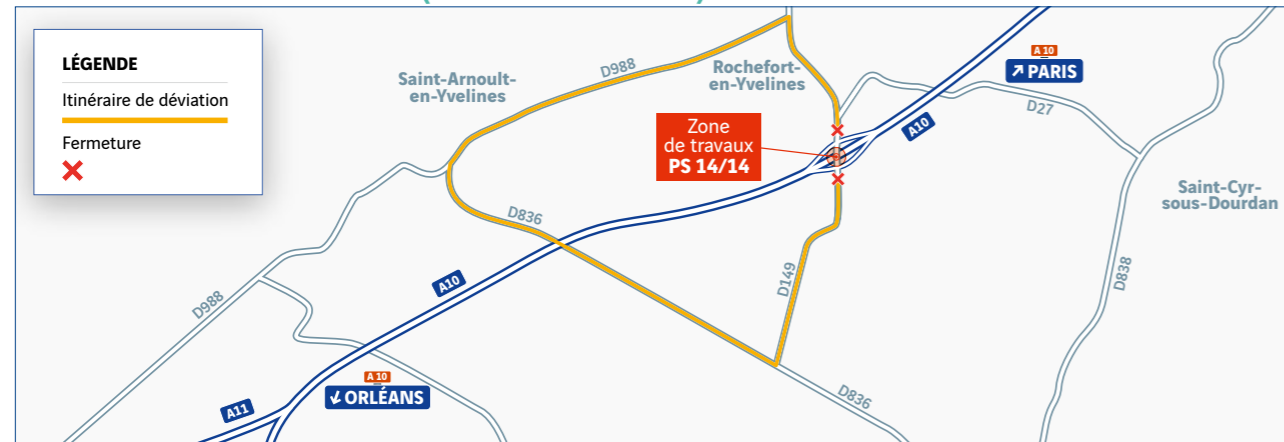 LÉGENDE
Itinéraire de déviation
Fermeture
Saint-Arnoult-
en-Yvelines
D988
Rochefort-
en-Yvelines
A 10
↗ PARIS
A10
D27
Zone
de travaux
PS 14/14
Saint-Cyr-
sous-Dourdan
D836
D149
D838
A10
D988
A 10
↙ ORLÉANS
A11
D836